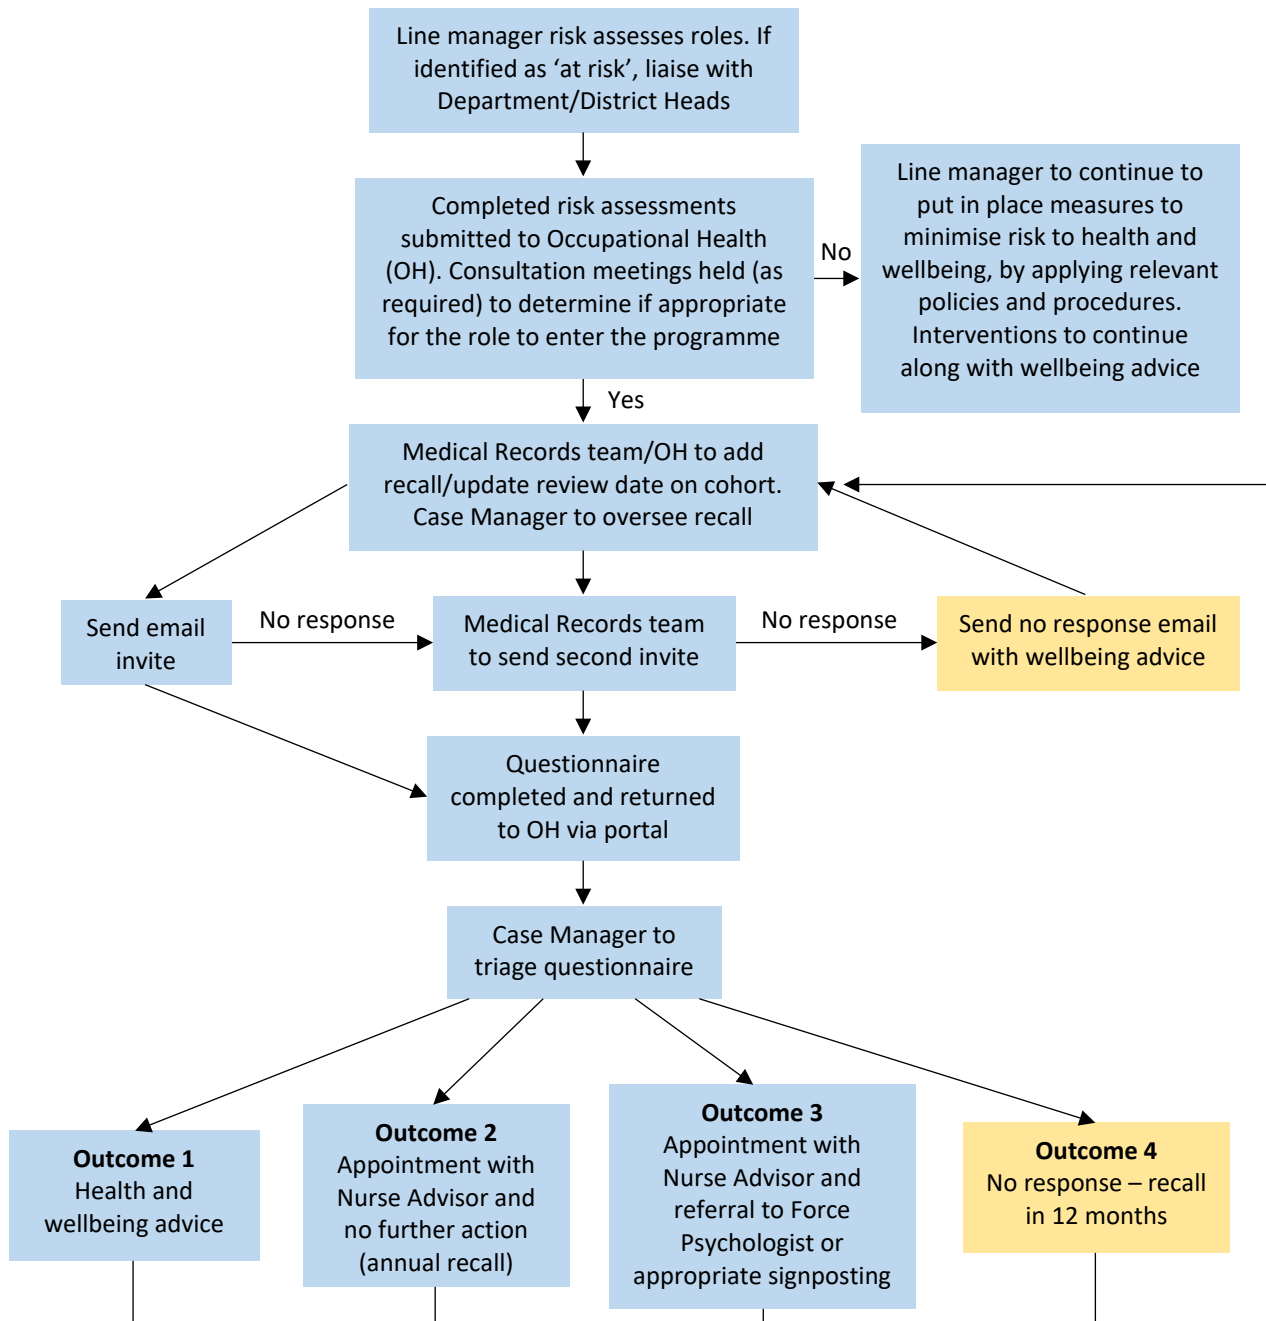 Line manager risk assesses roles. If
identified as ‘at risk’, liaise with
Department/District Heads
Completed risk assessments
submitted to Occupational Health
(OH). Consultation meetings held (as
required) to determine if appropriate
for the role to enter the programme
No
Line manager to continue to
put in place measures to
minimise risk to health and
wellbeing, by applying relevant
policies and procedures.
Interventions to continue
along with wellbeing advice
Yes
Medical Records team/OH to add
recall/update review date on cohort.
Case Manager to oversee recall
Send email
invite
No response
Medical Records team
to send second invite
No response
Send no response email
with wellbeing advice
Questionnaire
completed and returned
to OH via portal
Case Manager to
triage questionnaire
Outcome 1
Health and
wellbeing advice
Outcome 2
Appointment with
Nurse Advisor and
no further action
(annual recall)
Outcome 3
Appointment with
Nurse Advisor and
referral to Force
Psychologist or
appropriate signposting
Outcome 4
No response – recall
in 12 months